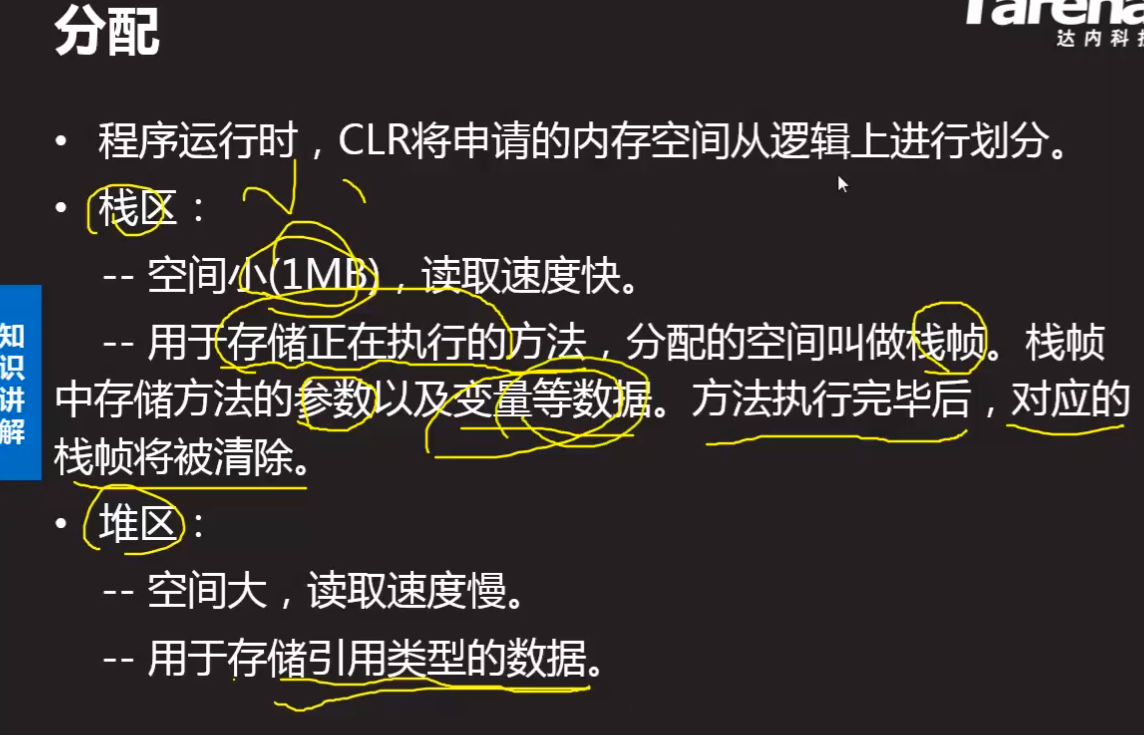 分配
Tarena
达内科技
• 程序运行时，CLR将申请的内存空间从逻辑上进行划分。
• 栈区：
-- 空间小(1MB)，读取速度快。
-- 用于存储正在执行的方法，分配的空间叫做栈帧。栈帧
中存储方法的参数以及变量等数据。方法执行完毕后，对应的
栈帧将被清除。
• 堆区：
-- 空间大，读取速度慢。
-- 用于存储引用类型的数据。
知
识
讲
解